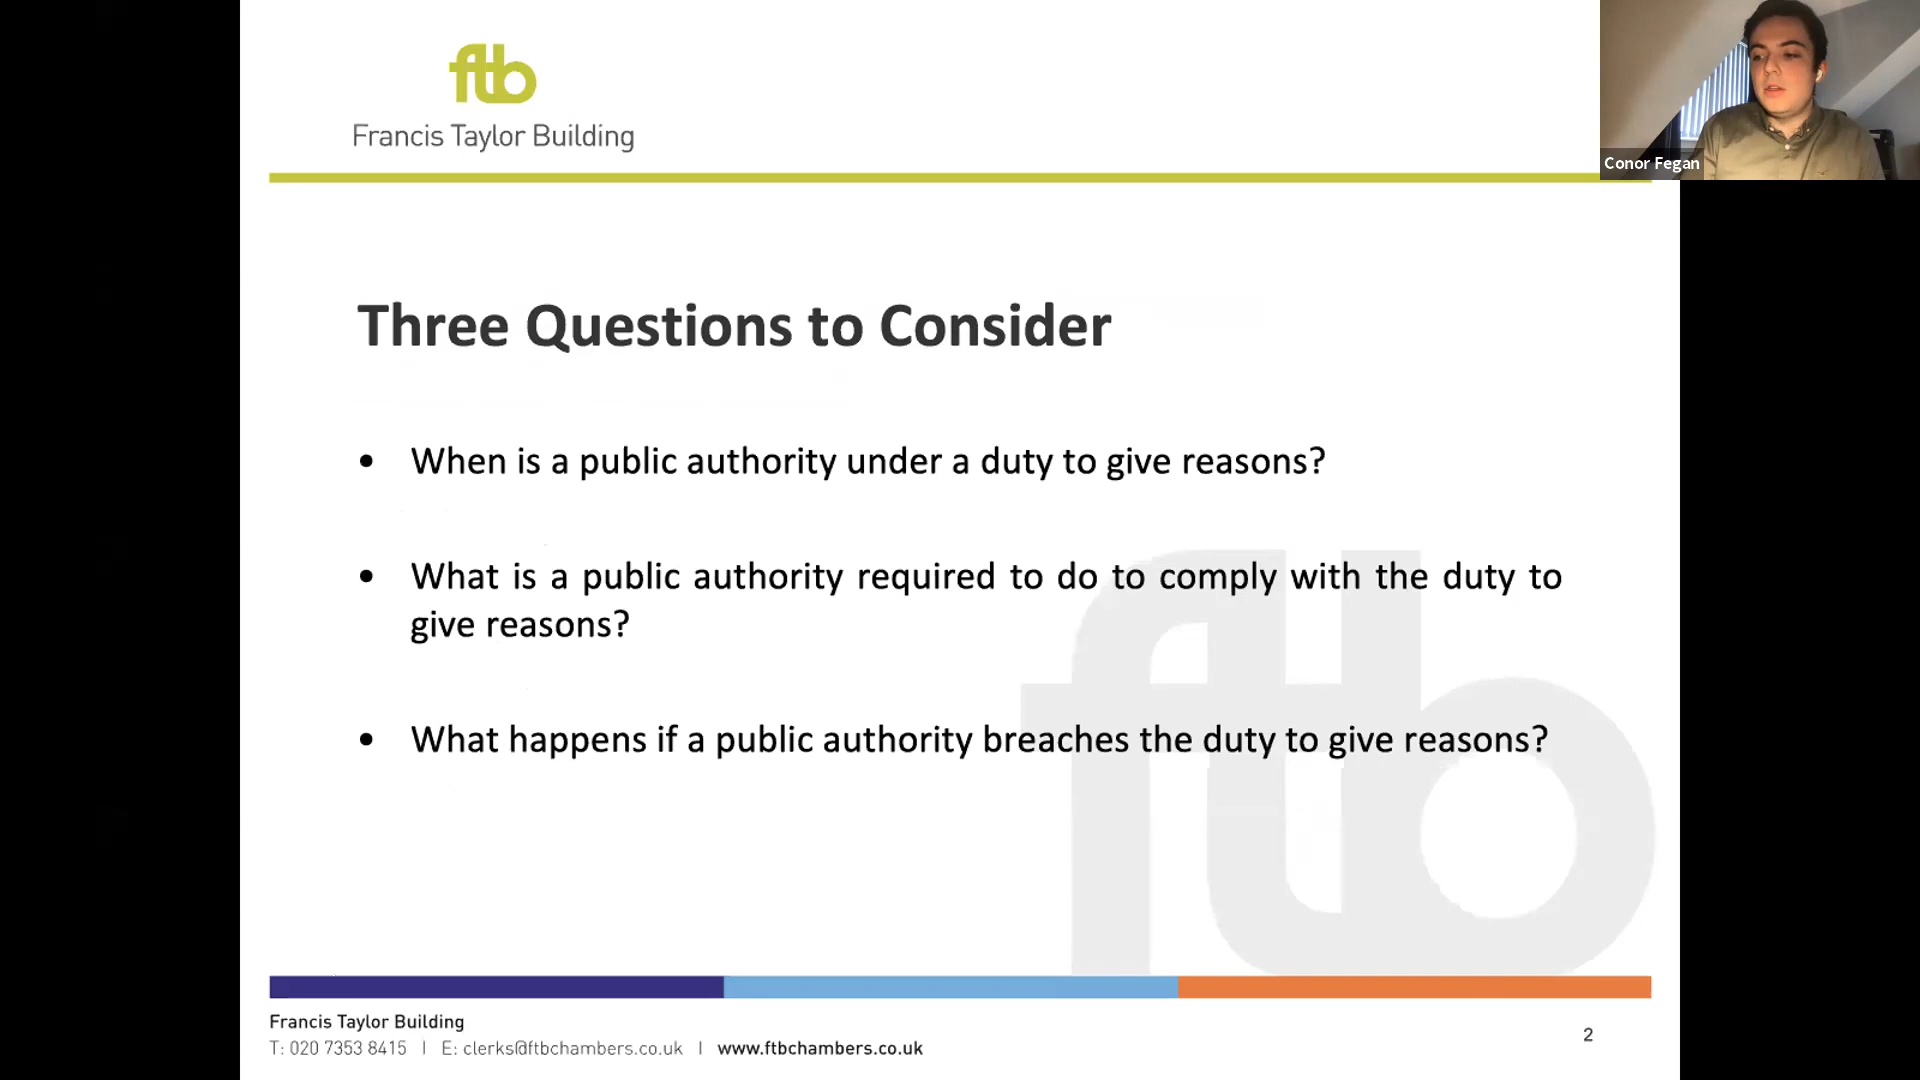 ftb
Francis Taylor Building
Conor Fegan
Three Questions to Consider
• When is a public authority under a duty to give reasons?
• What is a public authority required to do to comply with the duty to
give reasons?
• What happens if a public authority breaches the duty to give reasons?
ftb
Francis Taylor Building
T: 020 7353 8415 | E: clerks@ftbchambers.co.uk | www.ftbchambers.co.uk
2